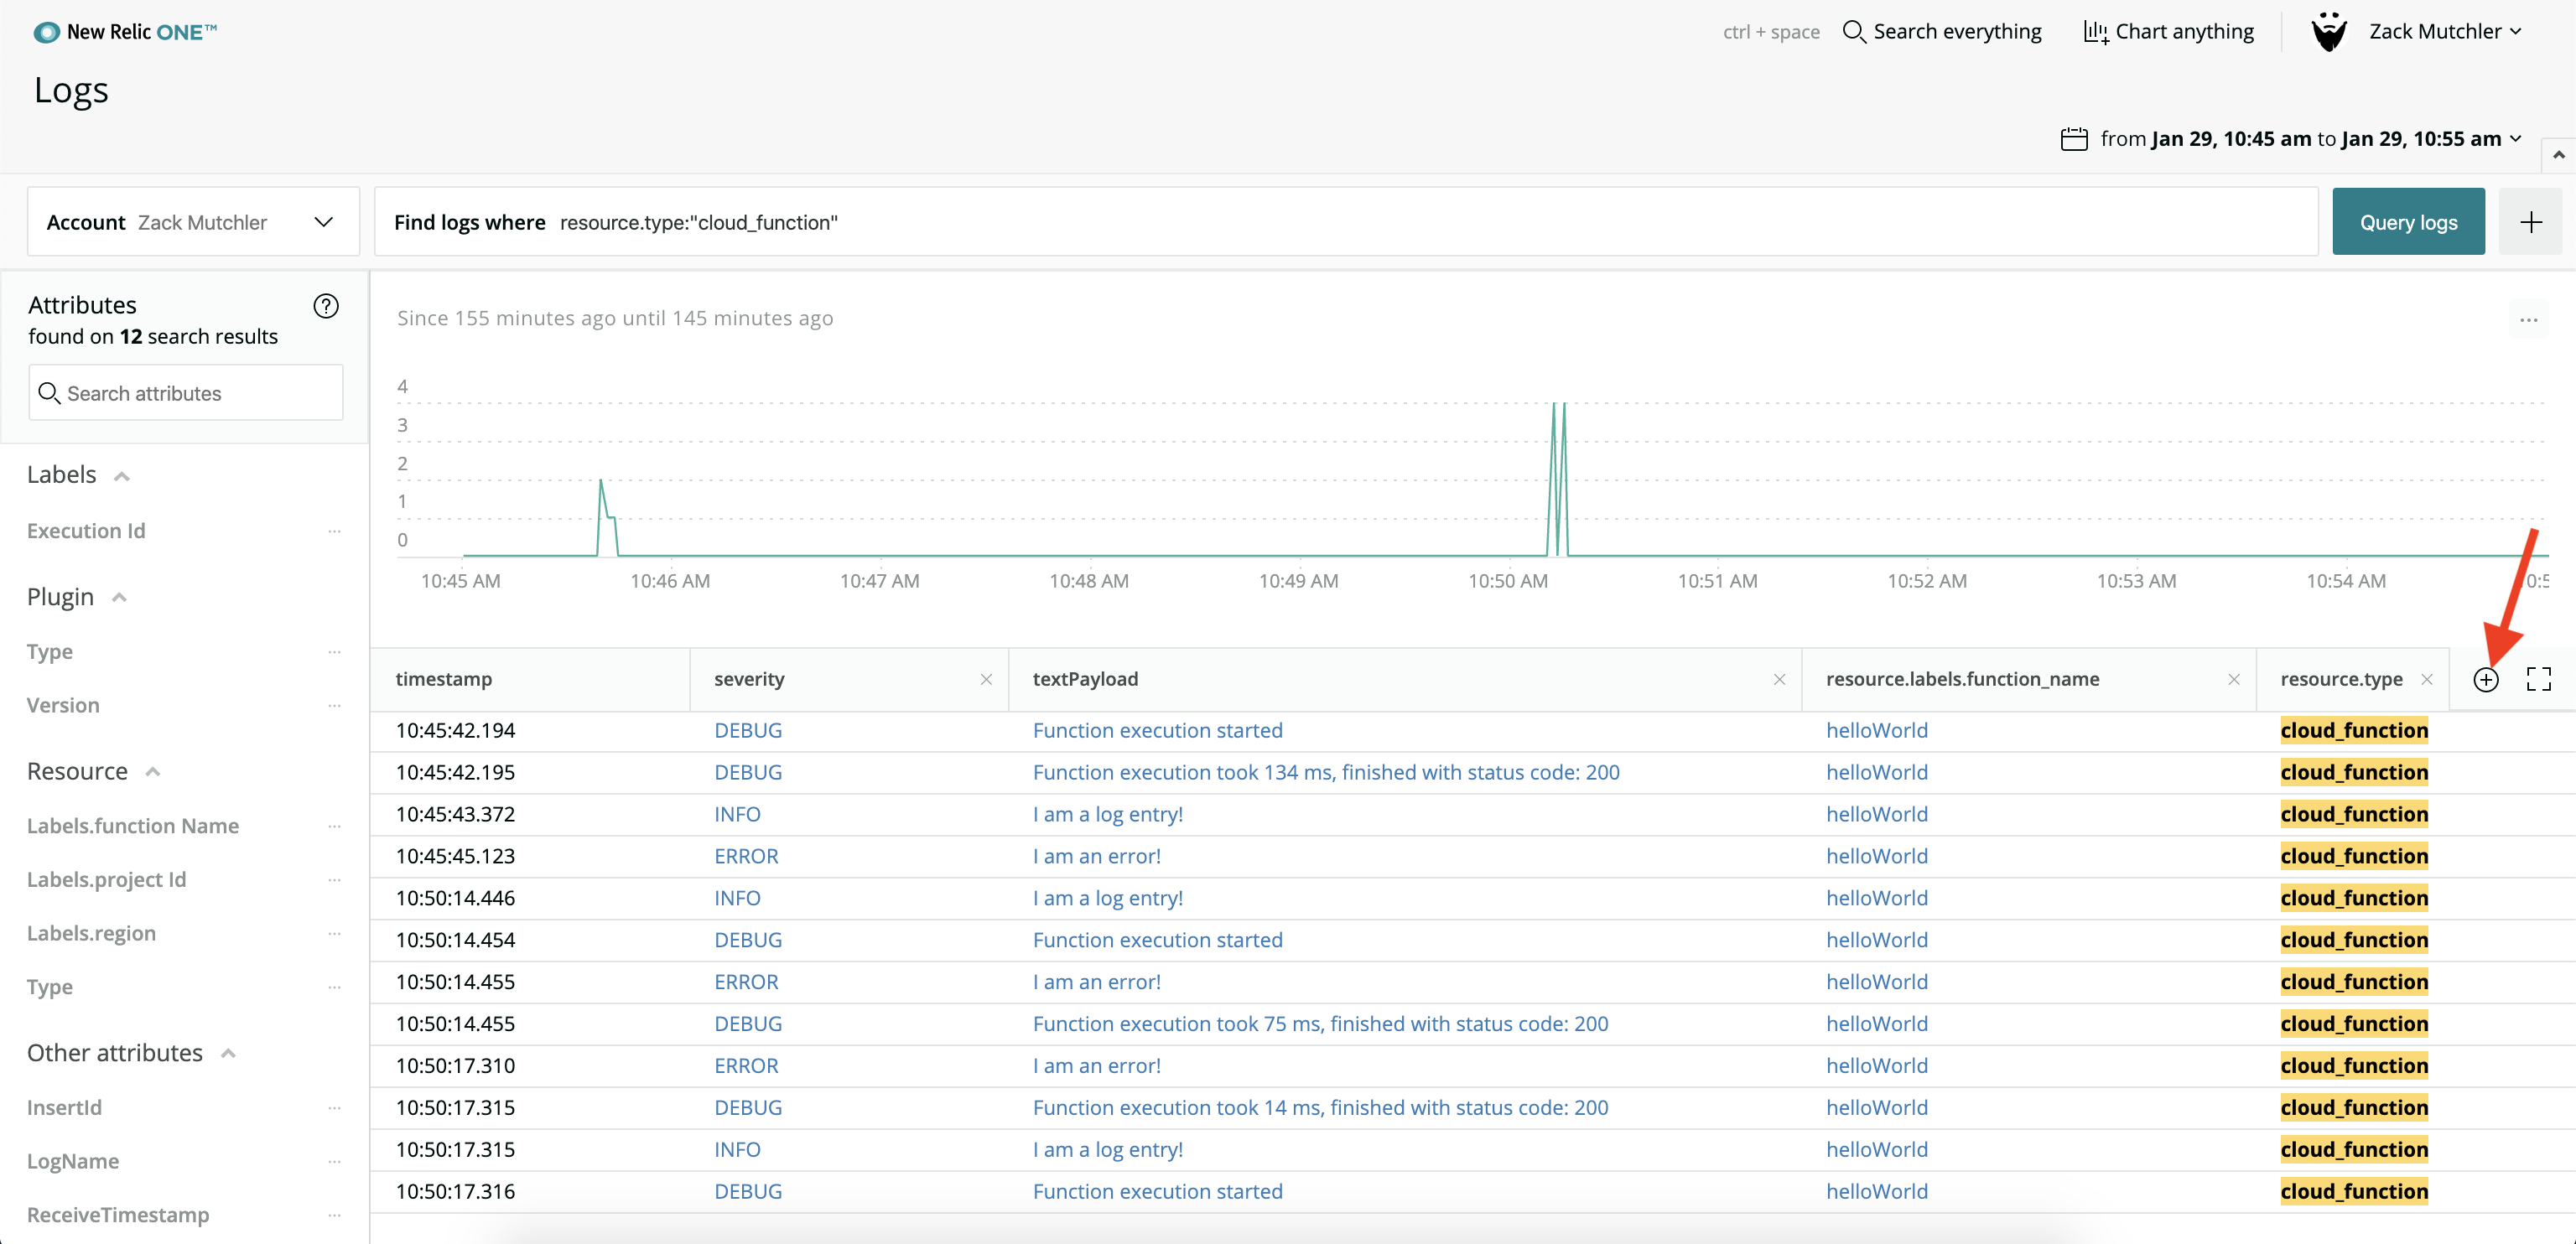 New Relic ONE™
ctrl + space Search everything Chart anything Zack Mutchler
Logs
from Jan 29, 10:45 am to Jan 29, 10:55 am
Account Zack Mutchler
Find logs where resource.type:"cloud_function"
Query logs
Attributes
found on 12 search results
Search attributes
Labels
Execution Id
Plugin
Type
Version
Resource
Labels.function Name
Labels.project Id
Labels.region
Type
Other attributes
InsertId
LogName
ReceiveTimestamp
Since 155 minutes ago until 145 minutes ago
4
3
2
1
0
10:45 AM 10:46 AM 10:47 AM 10:48 AM 10:49 AM 10:50 AM 10:51 AM 10:52 AM 10:53 AM 10:54 AM
timestamp severity textPayload resource.labels.function_name resource.type
10:45:42.194 DEBUG Function execution started helloWorld cloud_function
10:45:42.195 DEBUG Function execution took 134 ms, finished with status code: 200 helloWorld cloud_function
10:45:43.372 INFO I am a log entry! helloWorld cloud_function
10:45:45.123 ERROR I am an error! helloWorld cloud_function
10:50:14.446 INFO I am a log entry! helloWorld cloud_function
10:50:14.454 DEBUG Function execution started helloWorld cloud_function
10:50:14.455 ERROR I am an error! helloWorld cloud_function
10:50:14.455 DEBUG Function execution took 75 ms, finished with status code: 200 helloWorld cloud_function
10:50:17.310 ERROR I am an error! helloWorld cloud_function
10:50:17.315 DEBUG Function execution took 14 ms, finished with status code: 200 helloWorld cloud_function
10:50:17.315 INFO I am a log entry! helloWorld cloud_function
10:50:17.316 DEBUG Function execution started helloWorld cloud_function